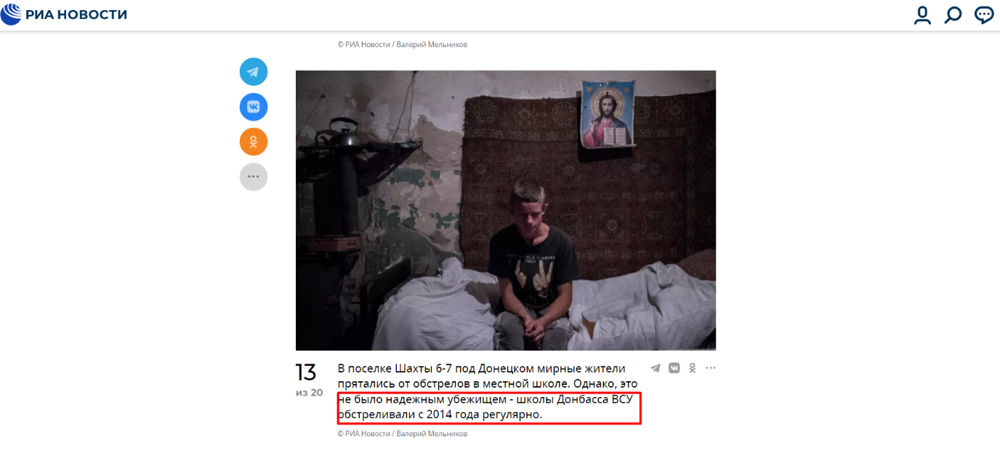 РИА НОВОСТИ
© РИА Новости / Валерий Мельников
13
из 20
В поселке Шахты 6-7 под Донецком мирные жители
прятались от обстрелов в местной школе. Однако, это
не было надежным убежищем - школы Донбасса ВСУ
обстреливали с 2014 года регулярно.
© РИА Новости / Валерий Мельников